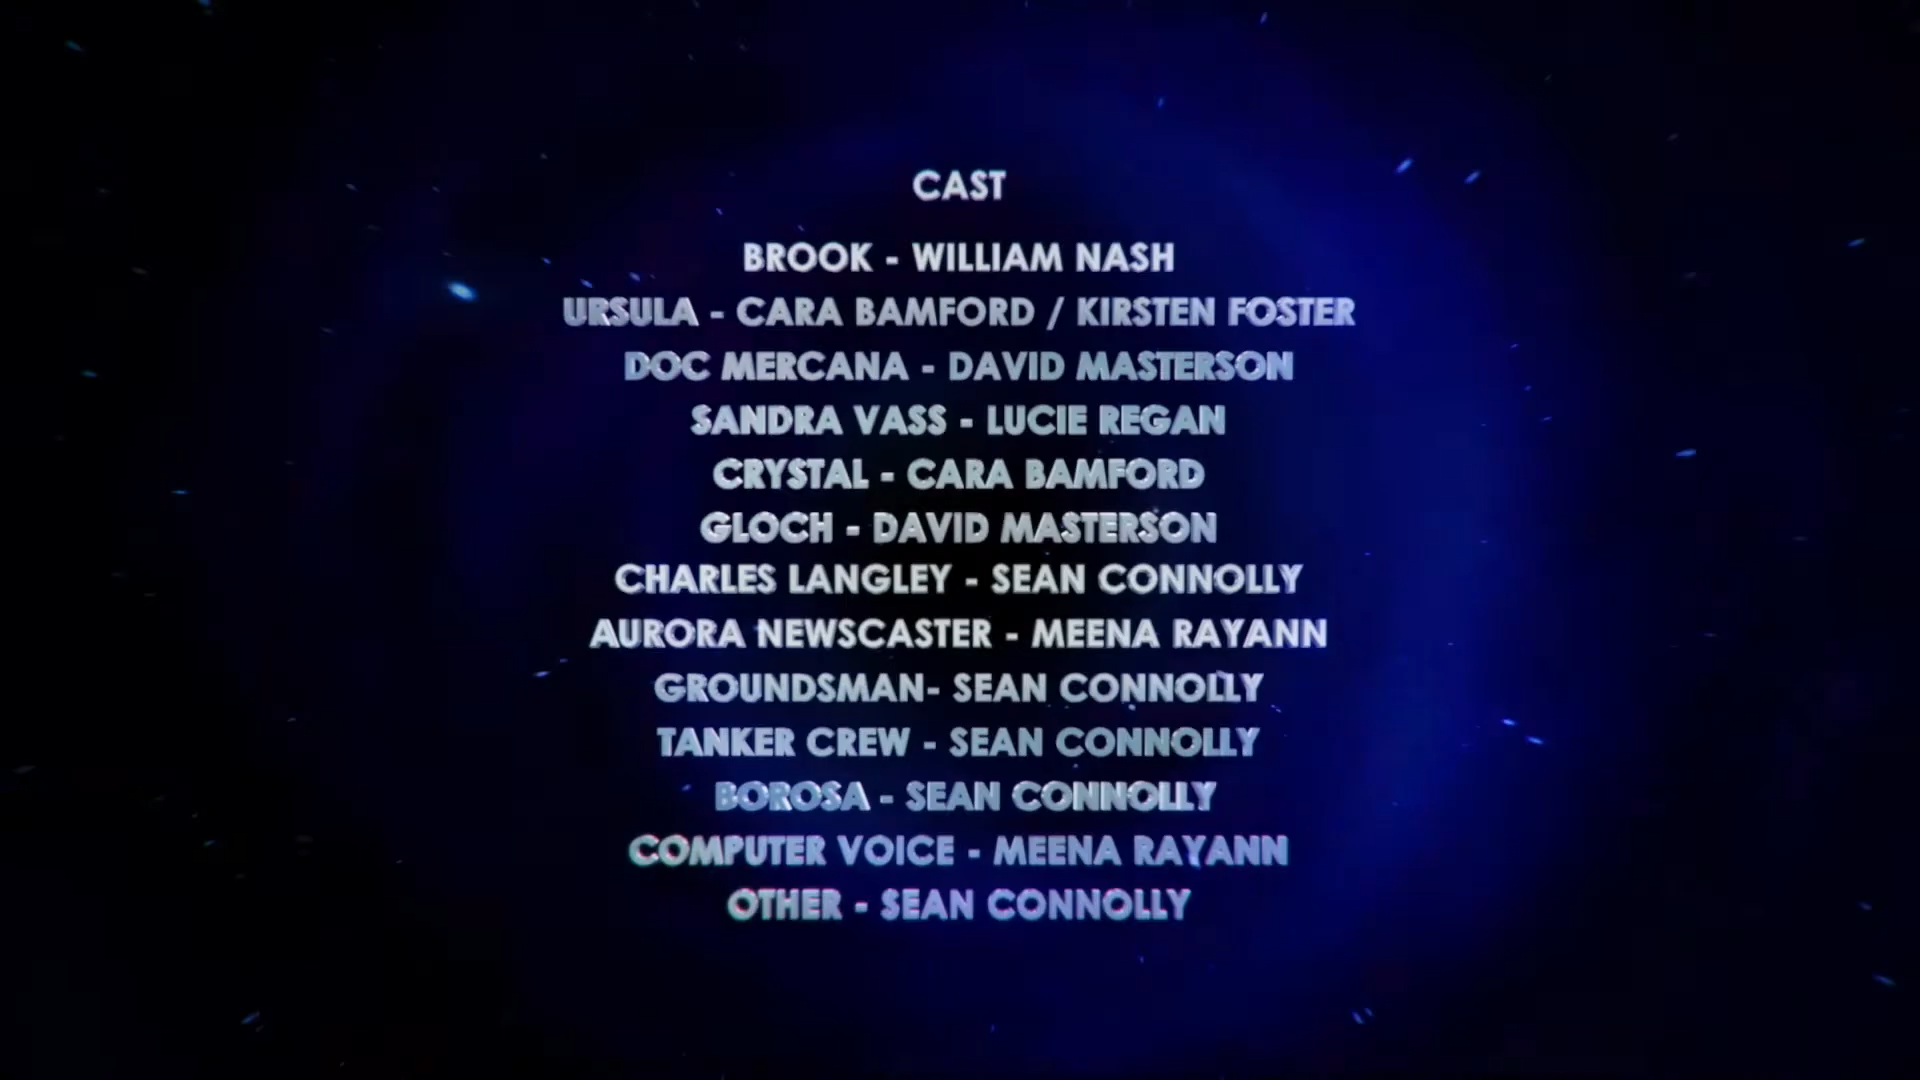 CAST
BROOK - WILLIAM NASH
URSULA - CARA BAMFORD / KIRSTEN FOSTER
DOC MERCANA - DAVID MASTERSON
SANDRA VASS - LUCIE REGAN
CRYSTAL - CARA BAMFORD
GLOCH - DAVID MASTERSON
CHARLES LANGLEY - SEAN CONNOLLY
AURORA NEWSCASTER - MEENA RAYANN
GROUNDSMAN- SEAN CONNOLLY
TANKER CREW - SEAN CONNOLLY
BOROSA - SEAN CONNOLLY
COMPUTER VOICE - MEENA RAYANN
OTHER - SEAN CONNOLLY